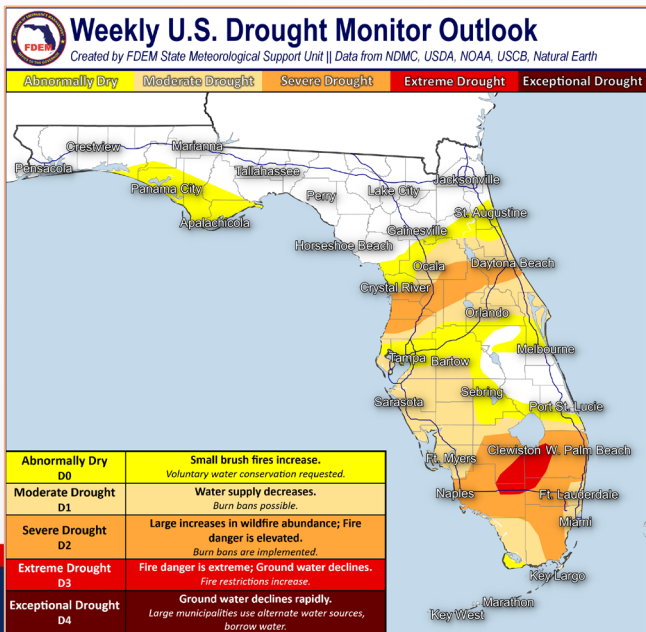 FDEM
Weekly U.S. Drought Monitor Outlook
Created by FDEM State Meteorological Support Unit || Data from NDMC, USDA, NOAA, USCB, Natural Earth
Abnormally Dry Moderate Drought Severe Drought Extreme Drought Exceptional Drought
Crestview Marianna
Pensacola
Tallahassee
Jacksonville
Panama City
Lake City
Perry
Apalachicola
St. Augustine
Gainesville
Horseshoe Beach
Ocala
Daytona Beach
Crystal River
Orlando
Melbourne
Tampa
Bartow
Sebring
Sarasota
Port St. Lucie
Clewiston W. Palm Beach
Ft. Myers
Naples
Ft. Lauderdale
Miami
Key Largo
Marathon
Key West
Abnormally Dry
D0
Small brush fires increase.
Voluntary water conservation requested.
Moderate Drought
D1
Water supply decreases.
Burn bans possible.
Severe Drought
D2
Large increases in wildfire abundance; Fire
danger is elevated.
Burn bans are implemented.
Extreme Drought
D3
Fire danger is extreme; Ground water declines.
Fire restrictions increase.
Exceptional Drought
D4
Ground water declines rapidly.
Large municipalities use alternate water sources,
borrow water.